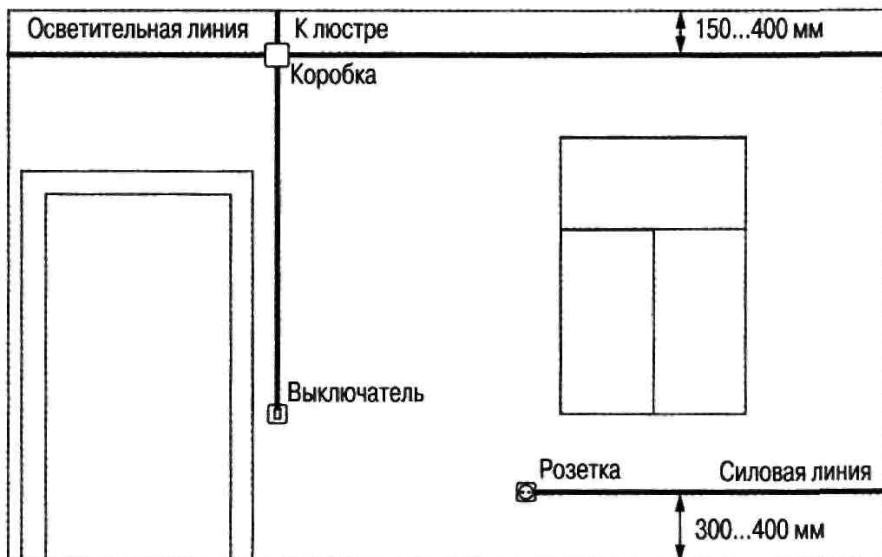 Осветительная линия
К люстре
150...400 мм
Коробка
Выключатель
Розетка
Силовая линия
300...400 мм